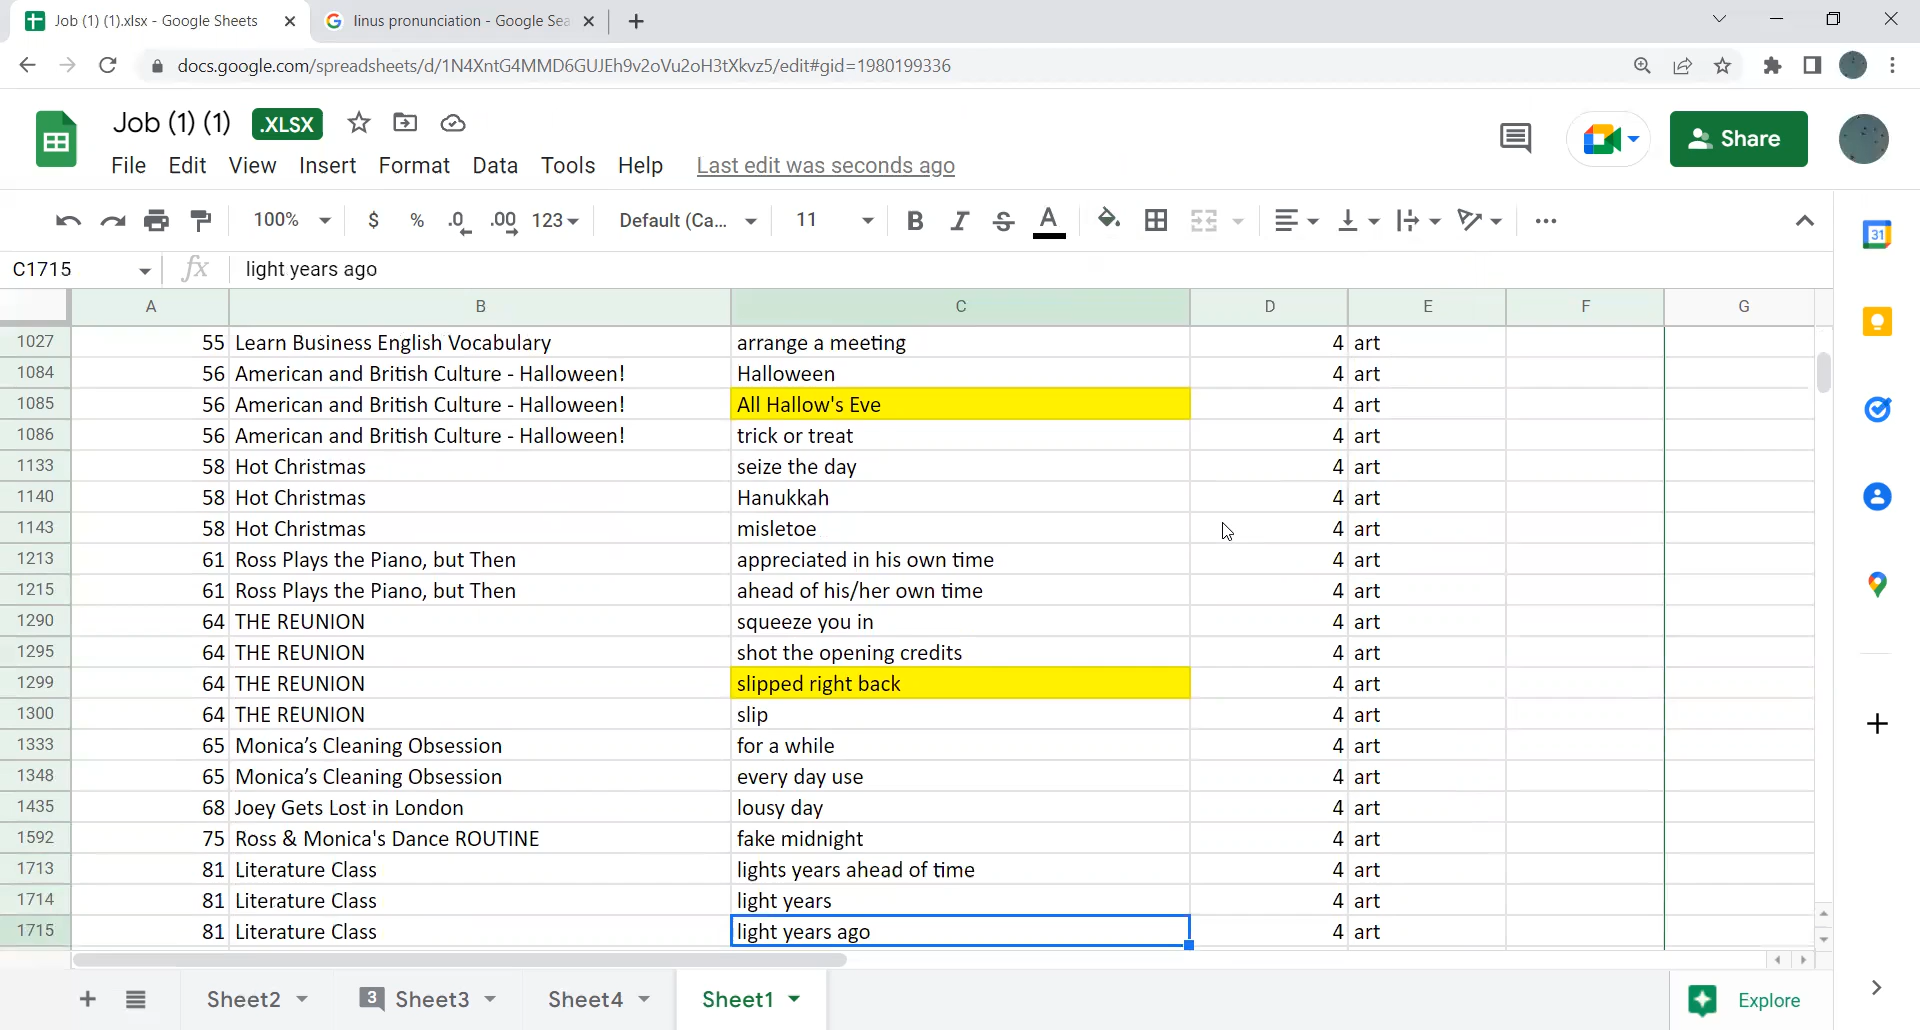 Job (1) (1).xlsx - Google Sheets
linus pronunciation - Google Sea
docs.google.com/spreadsheets/d/1N4XntG4MMD6GUJEh9v2oVu2oH3tXkvz5/edit#gid=1980199336
Job (1) (1) .XLSX
File Edit View Insert Format Data Tools Help Last edit was seconds ago
Share
100% $ % .0 .00 123 Default (Ca... 11 B I S A
31
C1715 fx light years ago
A B C D E F G
1027 55 Learn Business English Vocabulary arrange a meeting 4 art
1084 56 American and British Culture - Halloween! Halloween 4 art
1085 56 American and British Culture - Halloween! All Hallow's Eve 4 art
1086 56 American and British Culture - Halloween! trick or treat 4 art
1133 58 Hot Christmas seize the day 4 art
1140 58 Hot Christmas Hanukkah 4 art
1143 58 Hot Christmas misletoe 4 art
1213 61 Ross Plays the Piano, but Then appreciated in his own time 4 art
1215 61 Ross Plays the Piano, but Then ahead of his/her own time 4 art
1290 64 THE REUNION squeeze you in 4 art
1295 64 THE REUNION shot the opening credits 4 art
1299 64 THE REUNION slipped right back 4 art
1300 64 THE REUNION slip 4 art
1333 65 Monica’s Cleaning Obsession for a while 4 art
1348 65 Monica’s Cleaning Obsession every day use 4 art
1435 68 Joey Gets Lost in London lousy day 4 art
1592 75 Ross & Monica's Dance ROUTINE fake midnight 4 art
1713 81 Literature Class lights years ahead of time 4 art
1714 81 Literature Class light years 4 art
1715 81 Literature Class light years ago 4 art
Sheet2 3 Sheet3 Sheet4 Sheet1 Explore